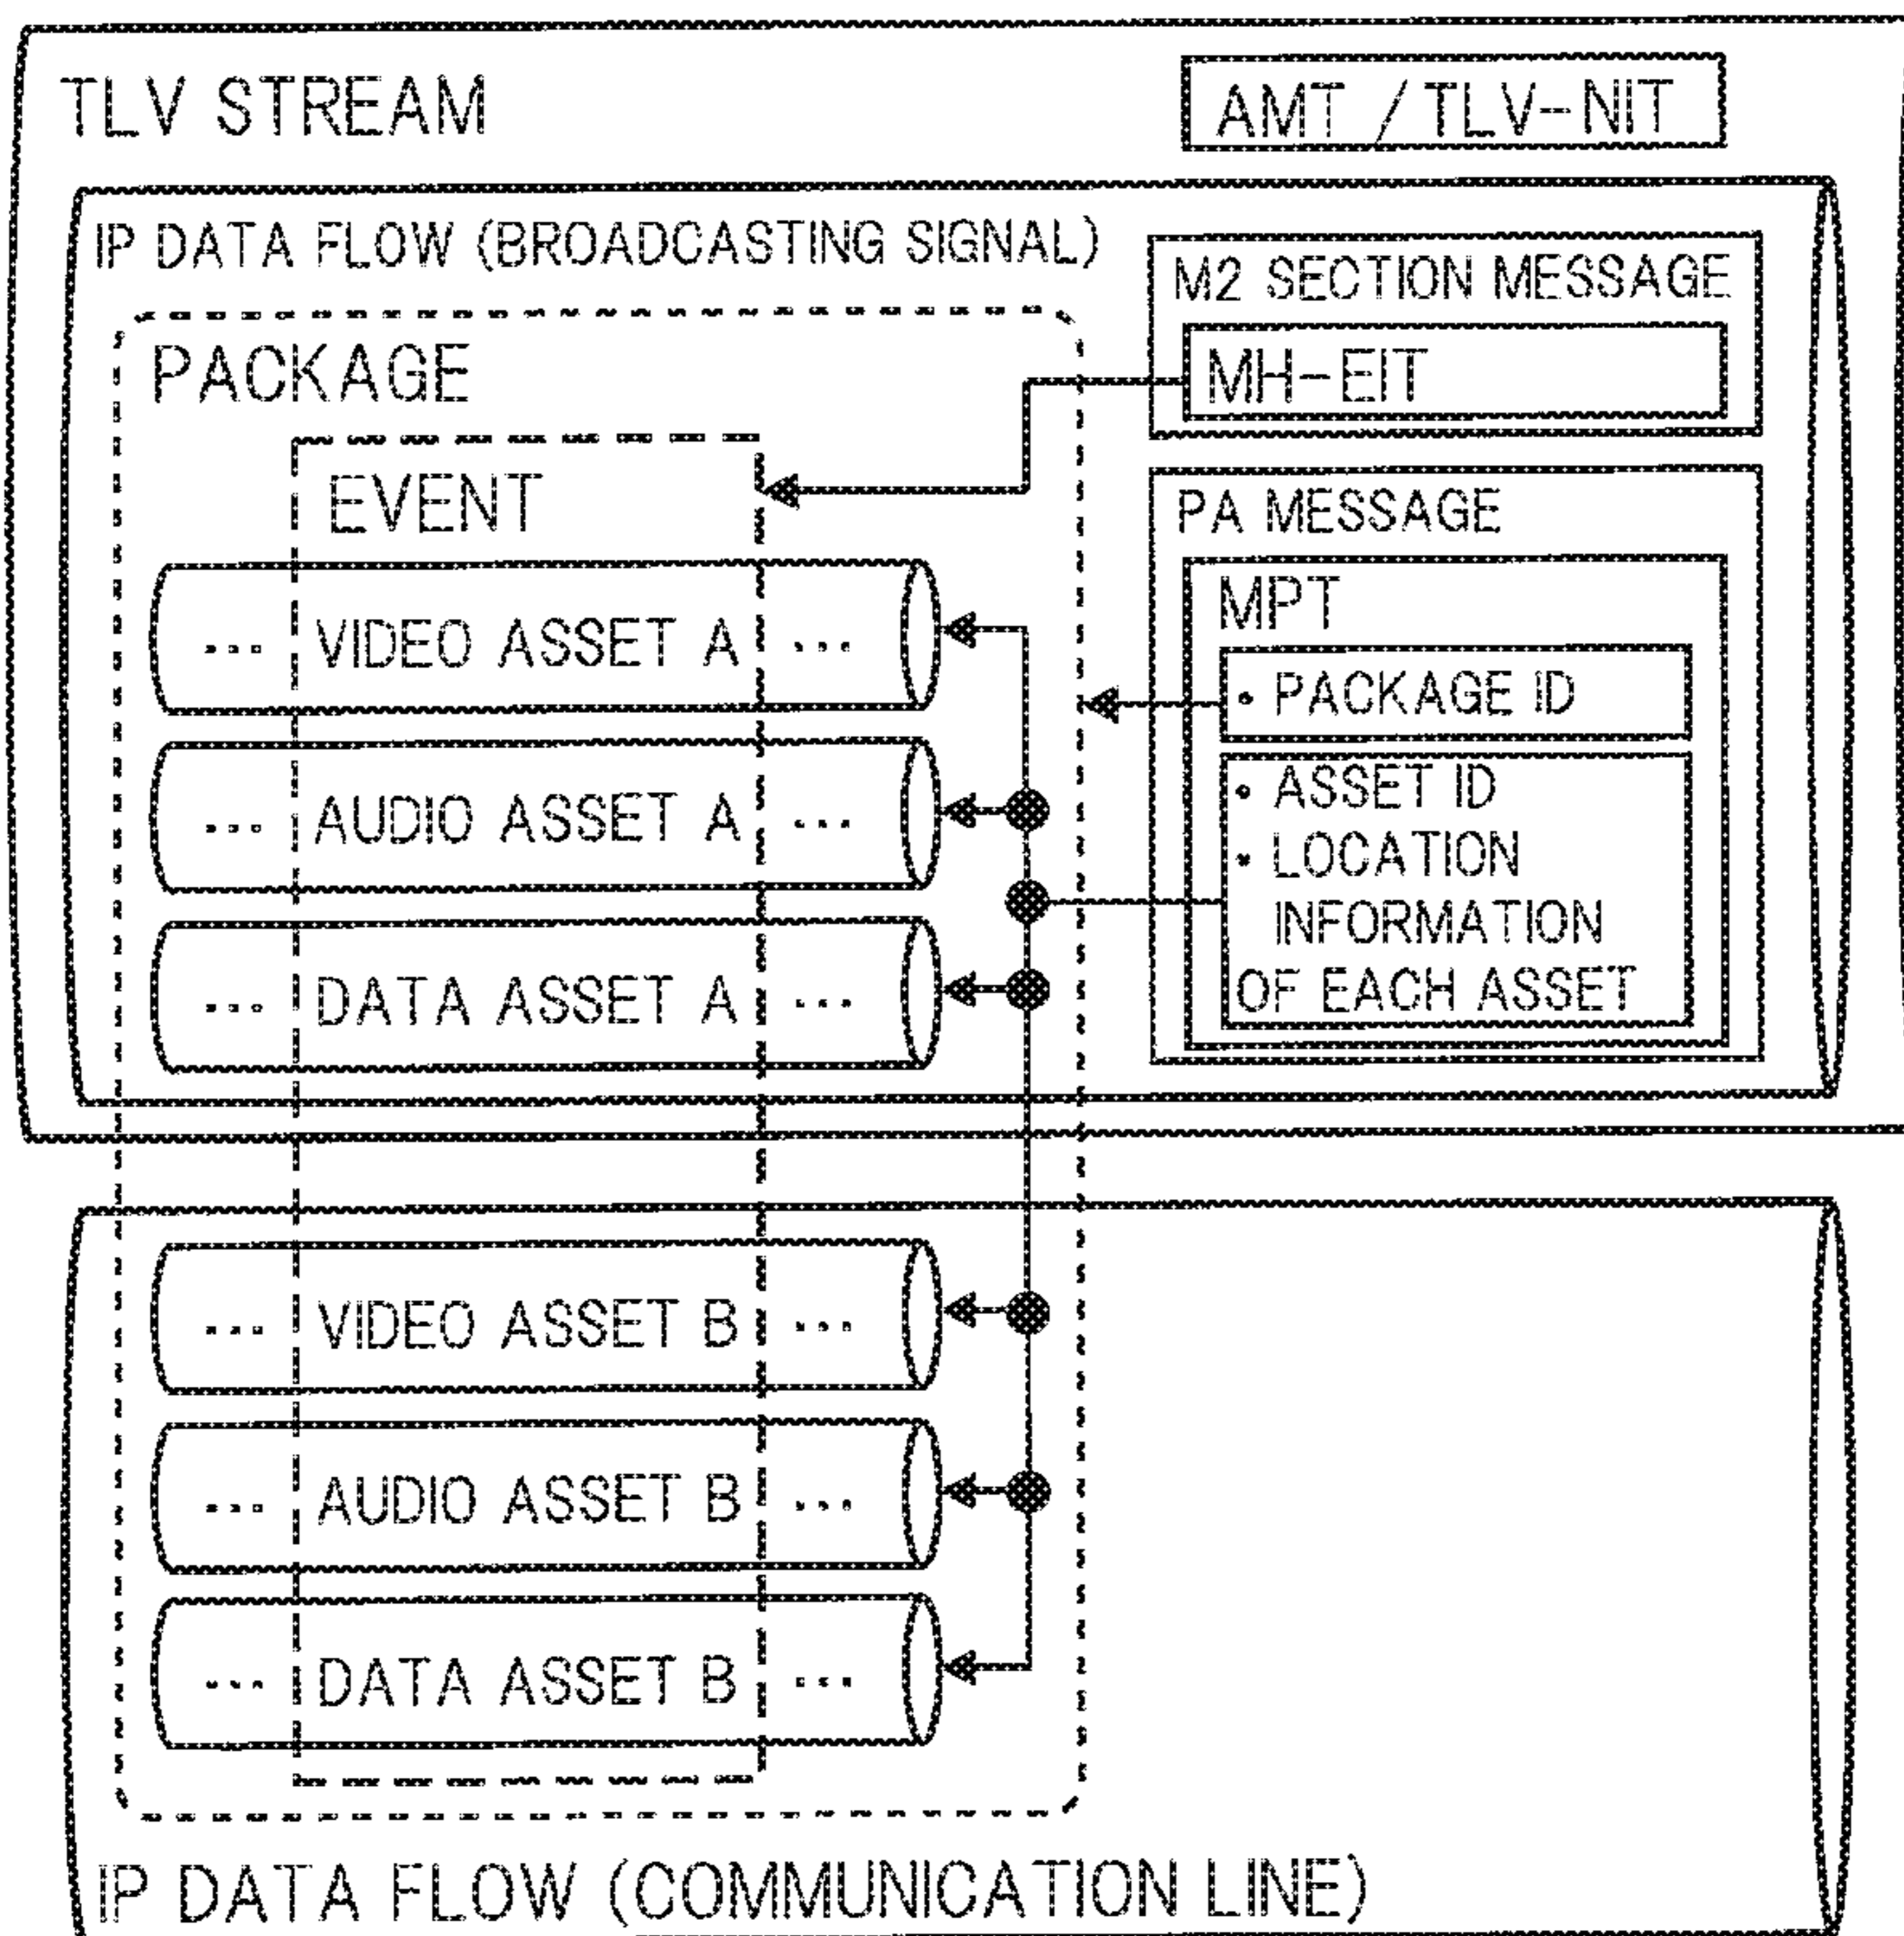 TLV STREAM
AMT / TLV-NIT
IP DATA FLOW (BROADCASTING SIGNAL)
M2 SECTION MESSAGE
MH-EIT
PACKAGE
EVENT
PA MESSAGE
MPT
• PACKAGE ID
• ASSET ID
• LOCATION
INFORMATION
OF EACH ASSET
... VIDEO ASSET A ...
... AUDIO ASSET A ...
... DATA ASSET A ...
... VIDEO ASSET B ...
... AUDIO ASSET B ...
... DATA ASSET B ...
IP DATA FLOW (COMMUNICATION LINE)